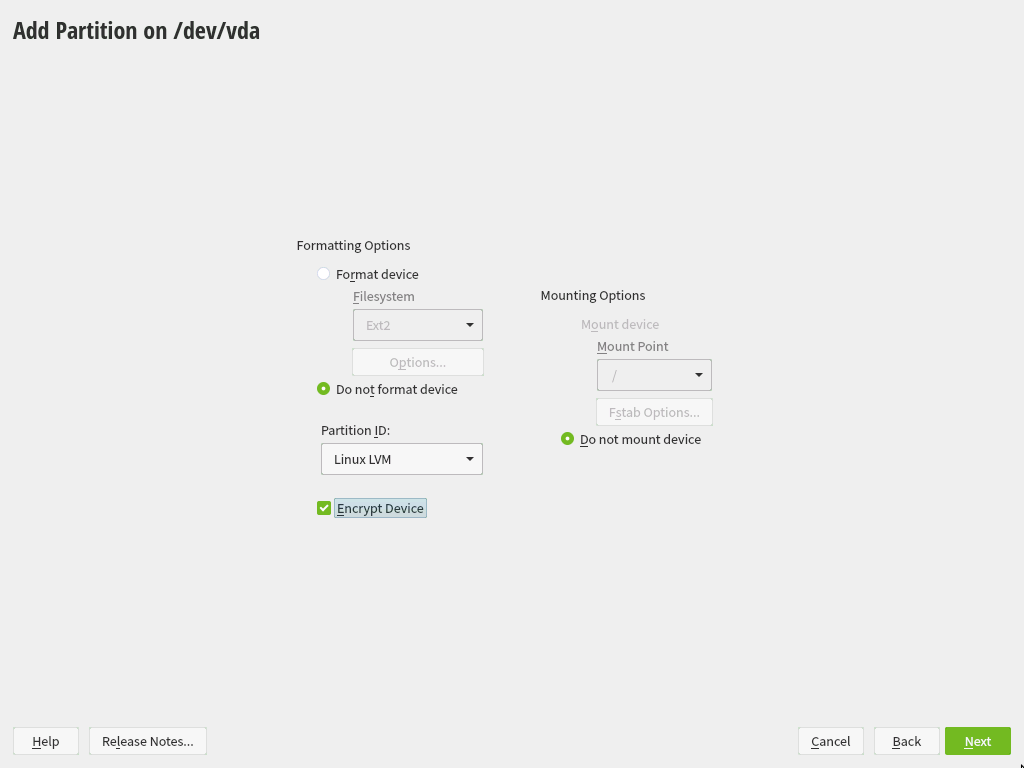 Add Partition on /dev/vda
Formatting Options
Format device
Filesystem
Ext2
Options...
Do not format device
Partition ID:
Linux LVM
Encrypt Device
Mounting Options
Mount device
Mount Point
/
Fstab Options...
Do not mount device
Help
Release Notes...
Cancel
Back
Next